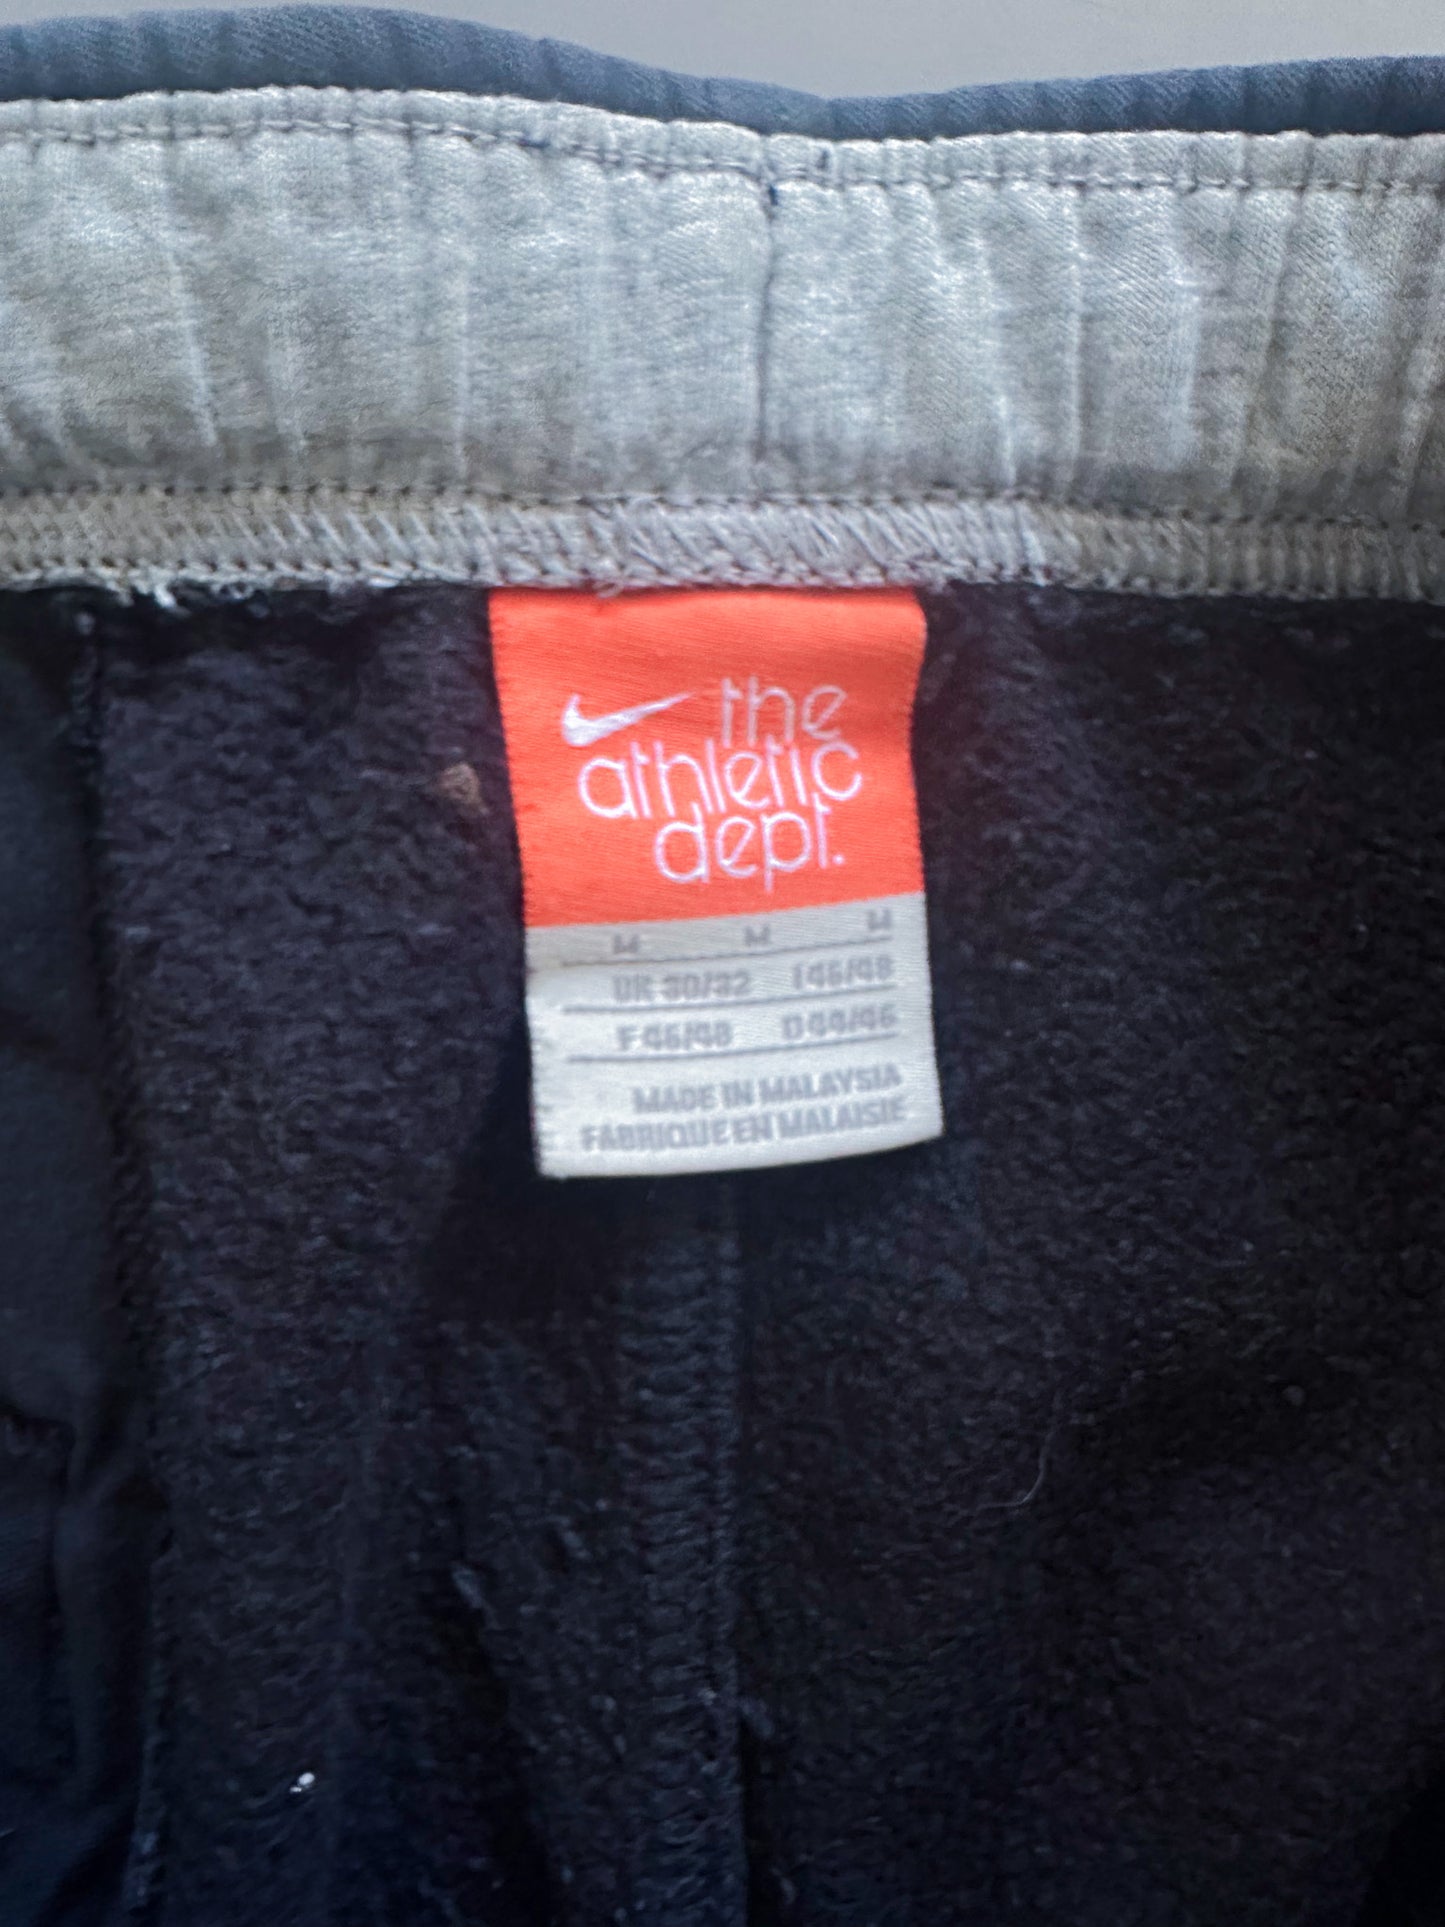 the
athletic
dept.
M M M
UK 30/32 I 46/48
F 46/48 D 44/46
MADE IN MALAYSIA
FABRIQUE EN MALAISIE